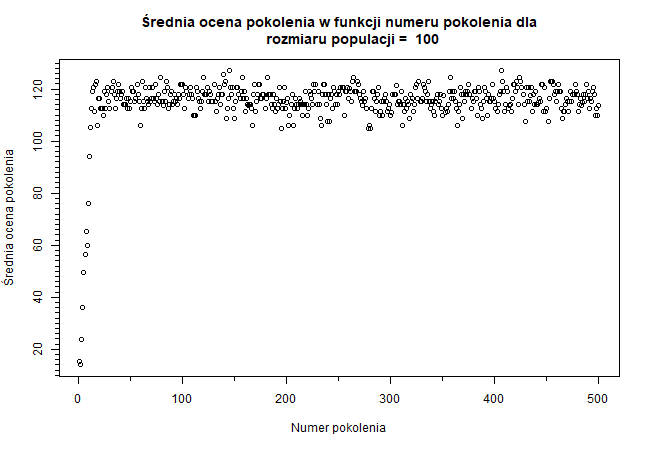 Średnia ocena pokolenia w funkcji numeru pokolenia dla
rozmiaru populacji = 100
Średnia ocena pokolenia
120
100
80
60
40
20
0 100 200 300 400 500
Numer pokolenia